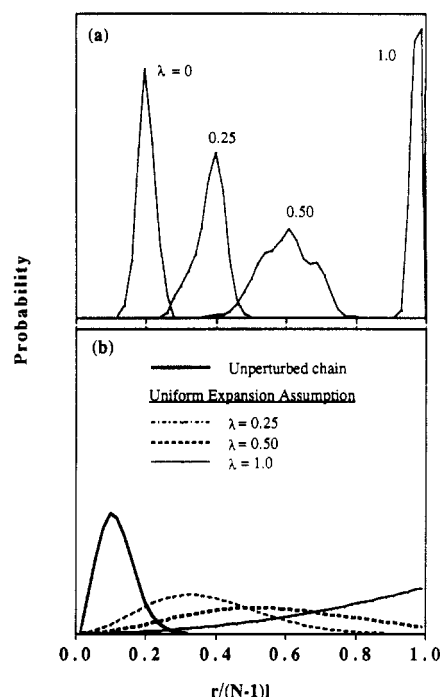 (a)
λ = 0
0.25
0.50
1.0
Probability
(b)
Unperturbed chain
Uniform Expansion Assumption
λ = 0.25
λ = 0.50
λ = 1.0
0.0 0.2 0.4 0.6 0.8 1.0
r/(N-1)l